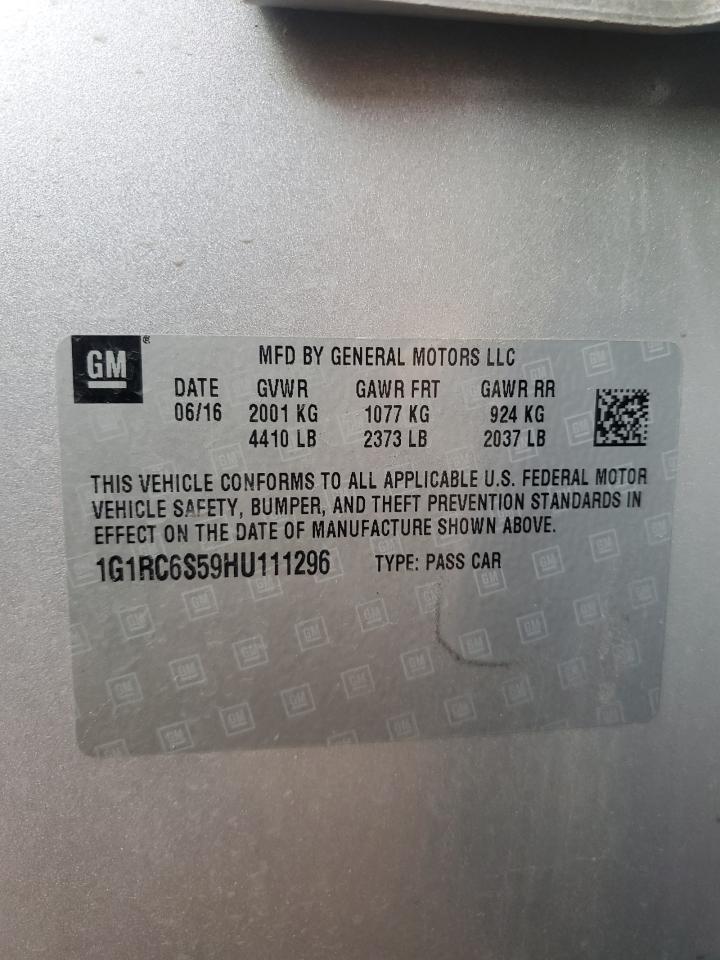 GM ® MFD BY GENERAL MOTORS LLC
DATE GVWR GAWR FRT GAWR RR
06/16 2001 KG 1077 KG 924 KG
4410 LB 2373 LB 2037 LB
THIS VEHICLE CONFORMS TO ALL APPLICABLE U.S. FEDERAL MOTOR
VEHICLE SAFETY, BUMPER, AND THEFT PREVENTION STANDARDS IN
EFFECT ON THE DATE OF MANUFACTURE SHOWN ABOVE.
1G1RC6S59HU111296 TYPE: PASS CAR